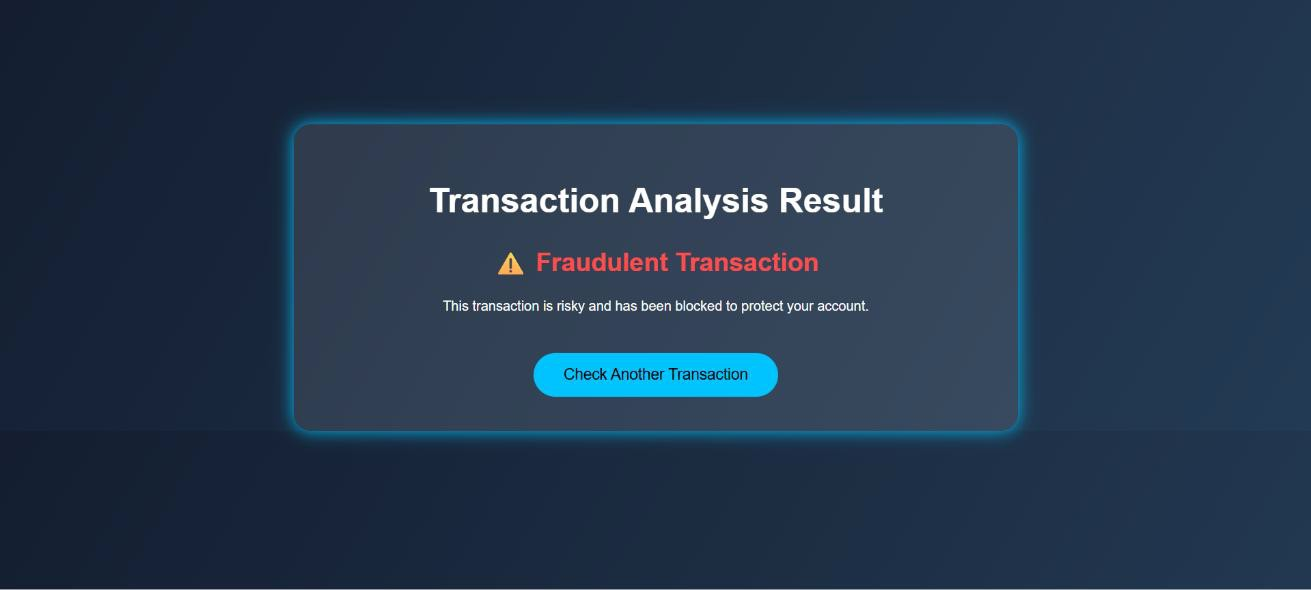 Transaction Analysis Result
⚠️ Fraudulent Transaction
This transaction is risky and has been blocked to protect your account.
Check Another Transaction